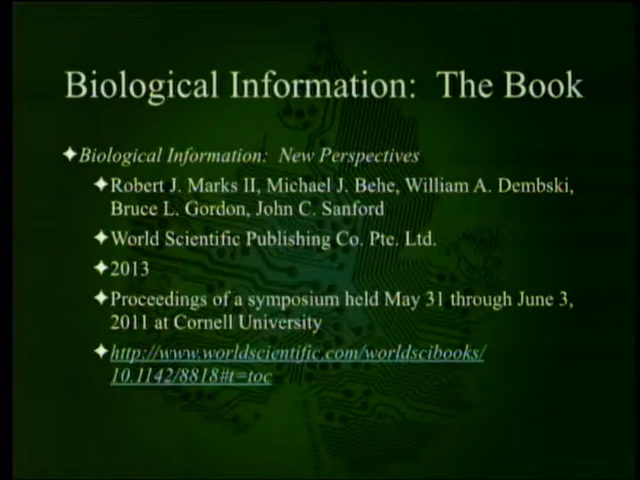 Biological Information: The Book
Biological Information: New Perspectives
Robert J. Marks II, Michael J. Behe, William A. Dembski,
Bruce L. Gordon, John C. Sanford
World Scientific Publishing Co. Pte. Ltd.
2013
Proceedings of a symposium held May 31 through June 3,
2011 at Cornell University
http://www.worldscientific.com/worldscibooks/
10.1142/8818#t=toc